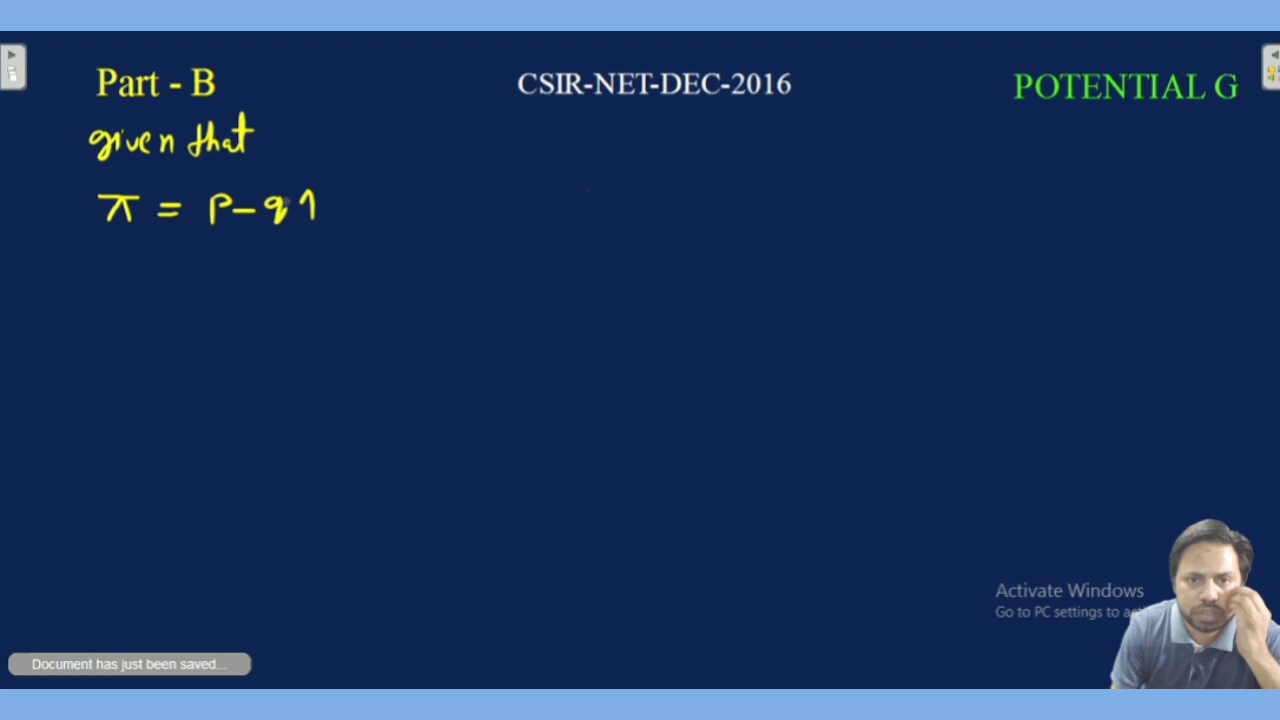 Part - B CSIR-NET-DEC-2016 POTENTIAL G
given that
π = P - q
Activate Windows
Go to PC settings to
Document has just been saved...